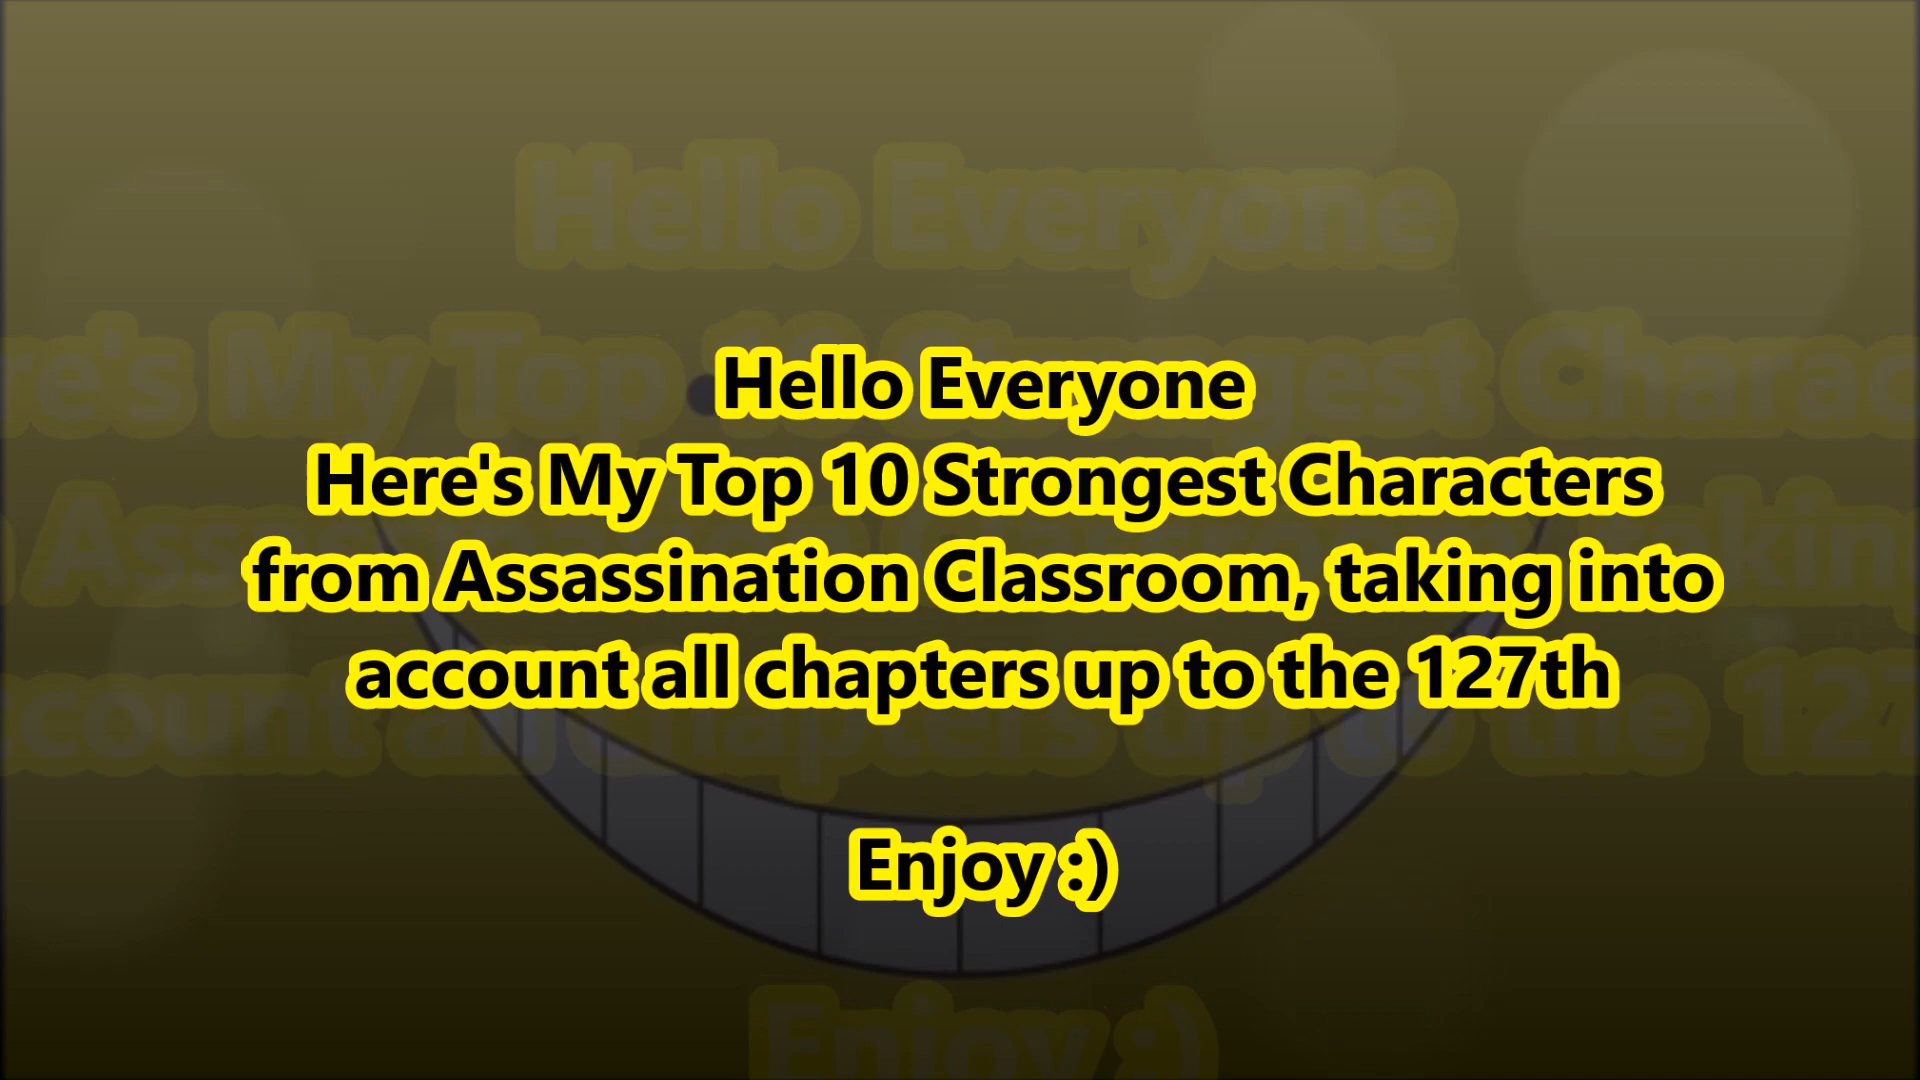 Hello Everyone
Here's My Top 10 Strongest Characters
from Assassination Classroom, taking into
account all chapters up to the 127th
Enjoy :)